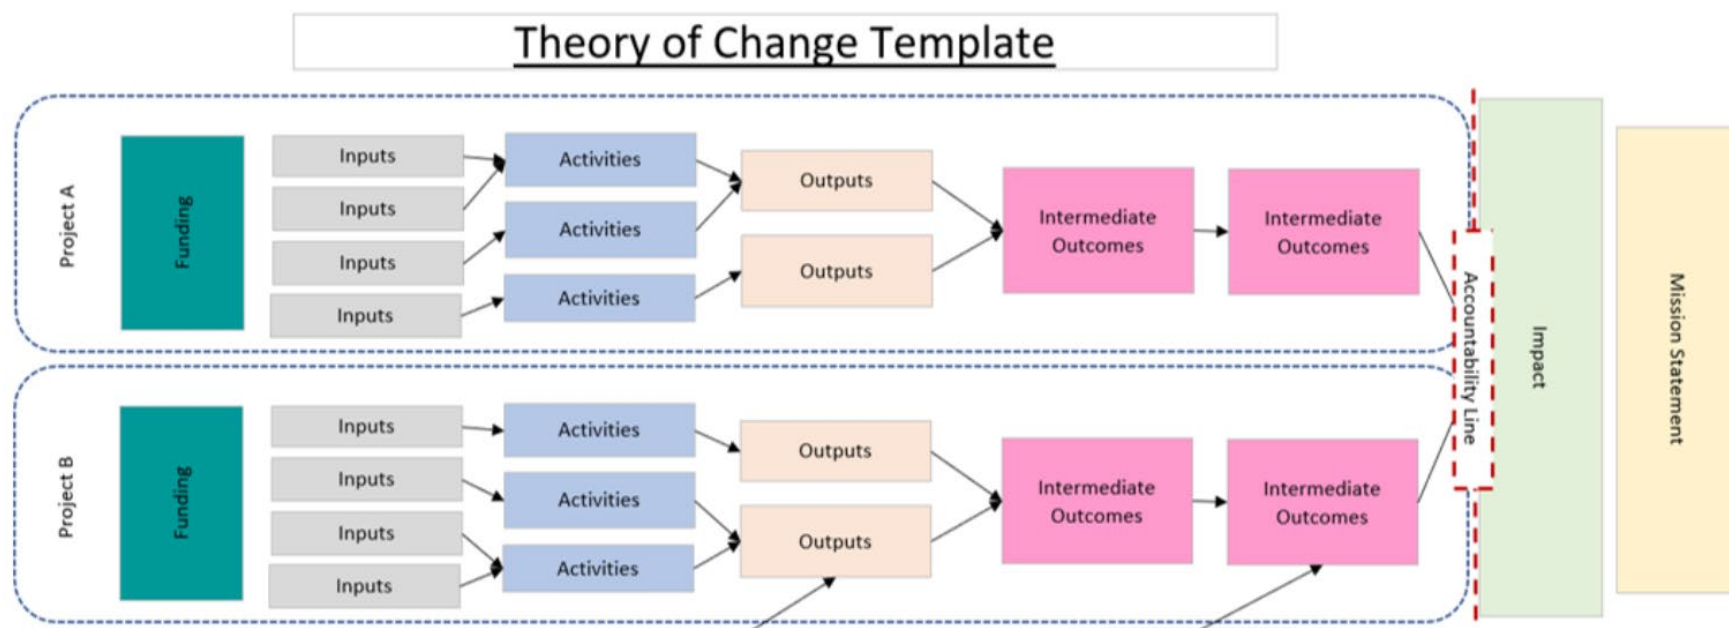 Theory of Change Template
Project A
Funding
Inputs
Inputs
Inputs
Inputs
Activities
Activities
Activities
Outputs
Outputs
Intermediate
Outcomes
Intermediate
Outcomes
Project B
Funding
Inputs
Inputs
Inputs
Inputs
Activities
Activities
Activities
Outputs
Outputs
Intermediate
Outcomes
Intermediate
Outcomes
Accountability Line
Impact
Mission Statement